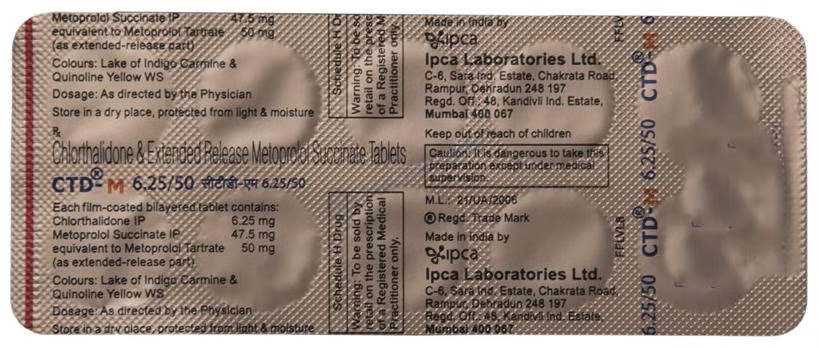 Metoprolol Succinate IP 47.5 mg
equivalent to Metoprolol Tartrate 50 mg
(as extended-release part)
Colours: Lake of Indigo Carmine &
Quinoline Yellow WS
Dosage: As directed by the Physician
Store in a dry place, protected from light & moisture
Rx
Chlorthalidone & Extended Release Metoprolol Succinate Tablets
CTD®-M 6.25/50 सीटीडी-एम 6.25/50
Each film-coated bilayered tablet contains:
Chlorthalidone IP 6.25 mg
Metoprolol Succinate IP 47.5 mg
equivalent to Metoprolol Tartrate 50 mg
(as extended-release part)
Colours: Lake of Indigo Carmine &
Quinoline Yellow WS
Dosage: As directed by the Physician
Store in a dry place, protected from light & moisture
Schedule H Drug
Warning: To be so
retail on the presc
of a Registered M
Practitioner only.
Schedule H Drug
Warning: To be sold by
retail on the prescription
of a Registered Medical
Practitioner only.
Made in India by
ipca
Ipca Laboratories Ltd.
C-6, Sara Ind. Estate, Chakrata Road,
Rampur, Dehradun 248 197
Regd. Off.: 48, Kandivli Ind. Estate,
Mumbai 400 067
Keep out of reach of children
Caution: It is dangerous to take this
preparation except under medical
supervision.
M.L.: 21/UA/2006
® Regd. Trade Mark
Made in India by
ipca
Ipca Laboratories Ltd.
C-6, Sara Ind. Estate, Chakrata Road,
Rampur, Dehradun 248 197
Regd. Off.: 48, Kandivli Ind. Estate,
Mumbai 400 067
FFLV
FFLVLB
6.25/50 CTD®-M 6.25/50 CTD®-M 6